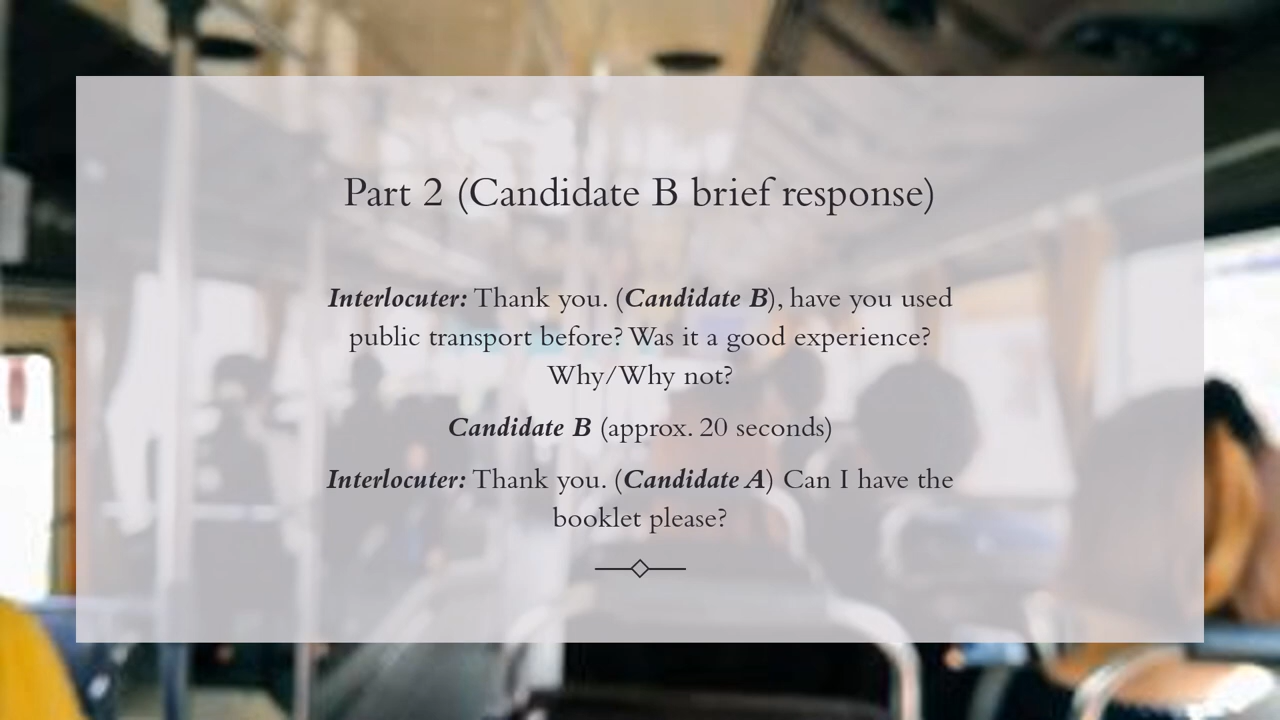 Part 2 (Candidate B brief response)
Interlocuter: Thank you. (Candidate B), have you used
public transport before? Was it a good experience?
Why/Why not?
Candidate B (approx. 20 seconds)
Interlocuter: Thank you. (Candidate A) Can I have the
booklet please?